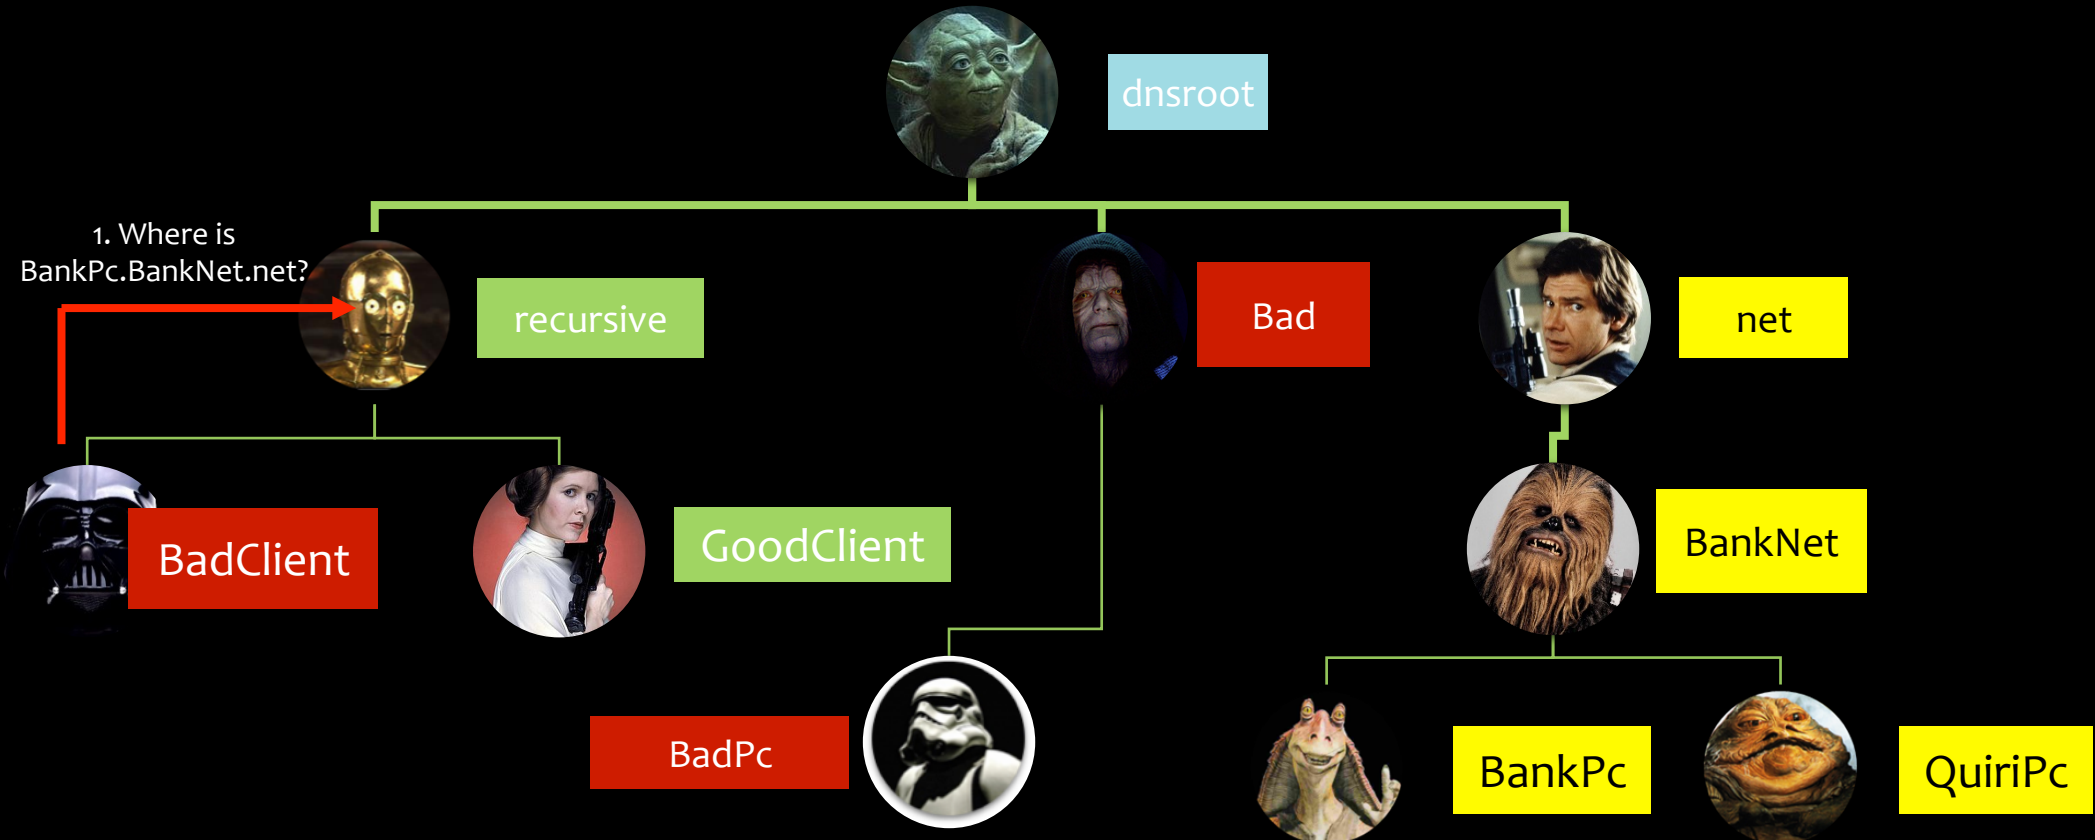 dnsroot
1. Where is
BankPc.BankNet.net?
recursive
Bad
net
BadClient
GoodClient
BankNet
BadPc
BankPc
QuiriPc